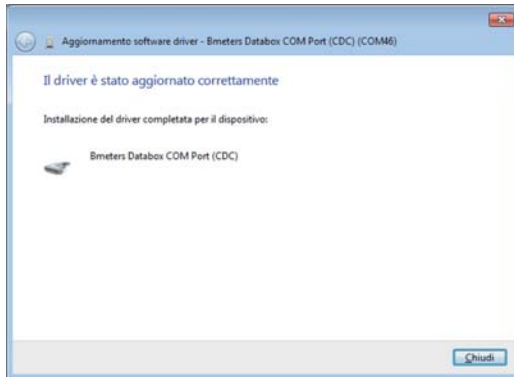 Aggiornamento software driver - Bmeters Databox COM Port (CDC) (COM46)
Il driver è stato aggiornato correttamente
Installazione del driver completata per il dispositivo:
Bmeters Databox COM Port (CDC)
Chiudi